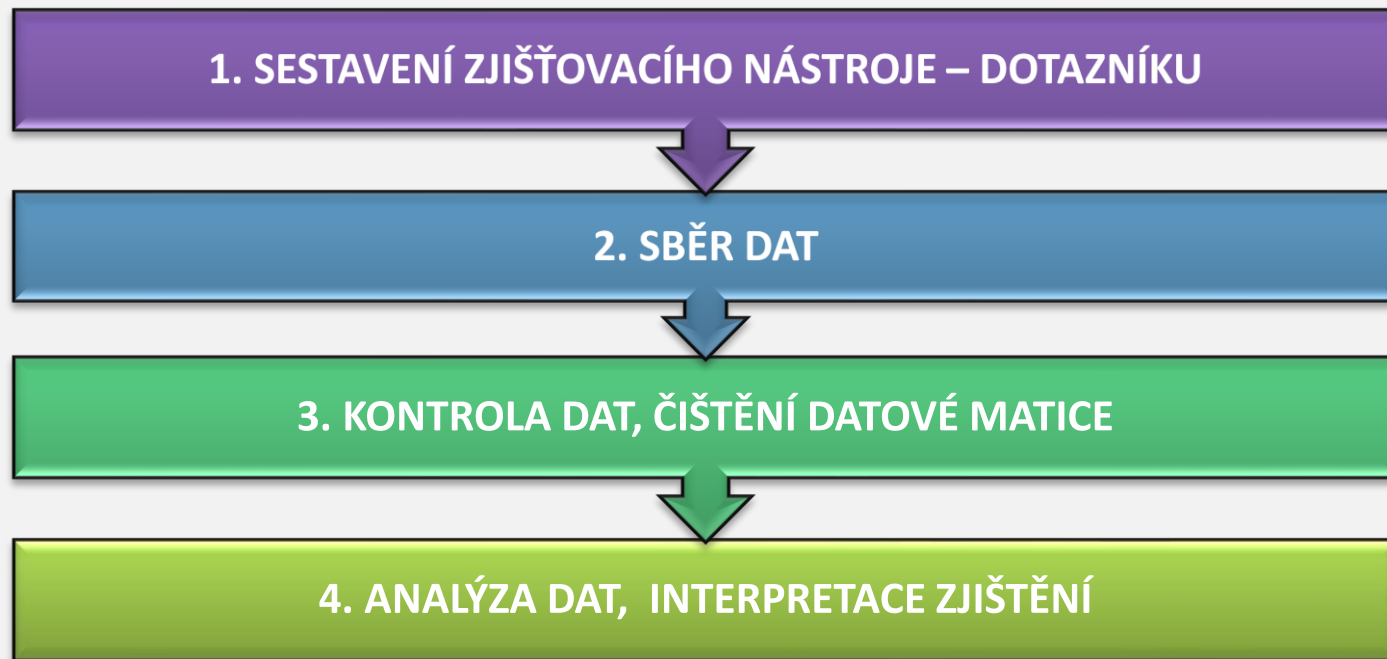 1. SESTAVENÍ ZJIŠŤOVACÍHO NÁSTROJE – DOTAZNÍKU
2. SBĚR DAT
3. KONTROLA DAT, ČIŠTĚNÍ DATOVÉ MATICE
4. ANALÝZA DAT, INTERPRETACE ZJIŠTĚNÍ